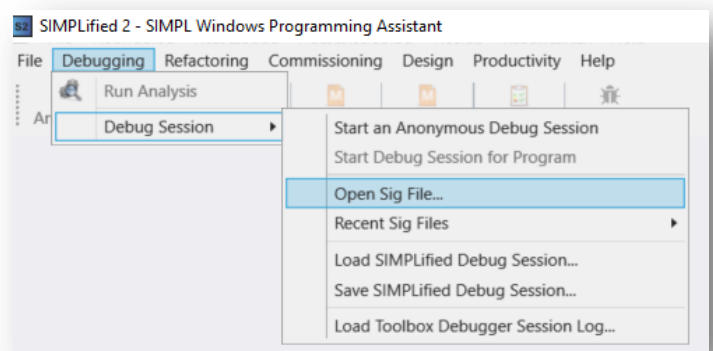 S2 SIMPLified 2 - SIMPL Windows Programming Assistant
File Debugging Refactoring Commissioning Design Productivity Help
Run Analysis
Debug Session
Start an Anonymous Debug Session
Start Debug Session for Program
Open Sig File...
Recent Sig Files
Load SIMPLified Debug Session...
Save SIMPLified Debug Session...
Load Toolbox Debugger Session Log...